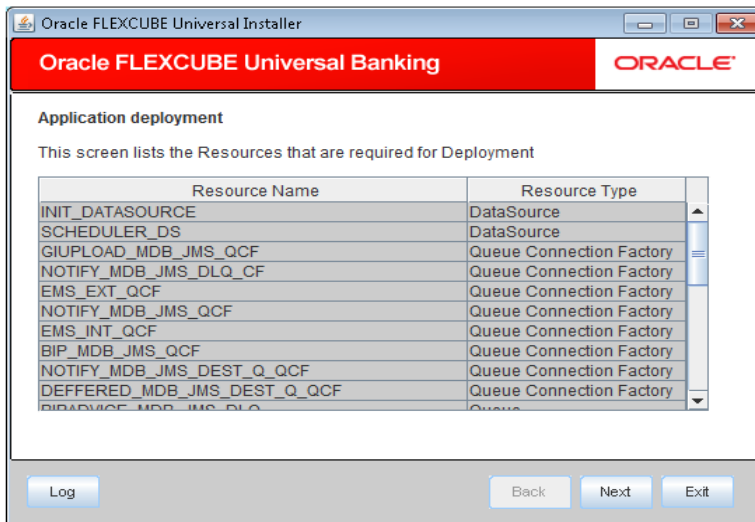 Oracle FLEXCUBE Universal Installer
Oracle FLEXCUBE Universal Banking
ORACLE
Application deployment
This screen lists the Resources that are required for Deployment
Resource Name Resource Type
INIT_DATASOURCE DataSource
SCHEDULER_DS DataSource
GIUPLOAD_MDB_JMS_QCF Queue Connection Factory
NOTIFY_MDB_JMS_DLQ_CF Queue Connection Factory
EMS_EXT_QCF Queue Connection Factory
NOTIFY_MDB_JMS_QCF Queue Connection Factory
EMS_INT_QCF Queue Connection Factory
BIP_MDB_JMS_QCF Queue Connection Factory
NOTIFY_MDB_JMS_DEST_Q_QCF Queue Connection Factory
DEFFERED_MDB_JMS_DEST_Q_QCF Queue Connection Factory
BIPADVICE_MDB_JMS_DLQ Queue
Log Back Next Exit